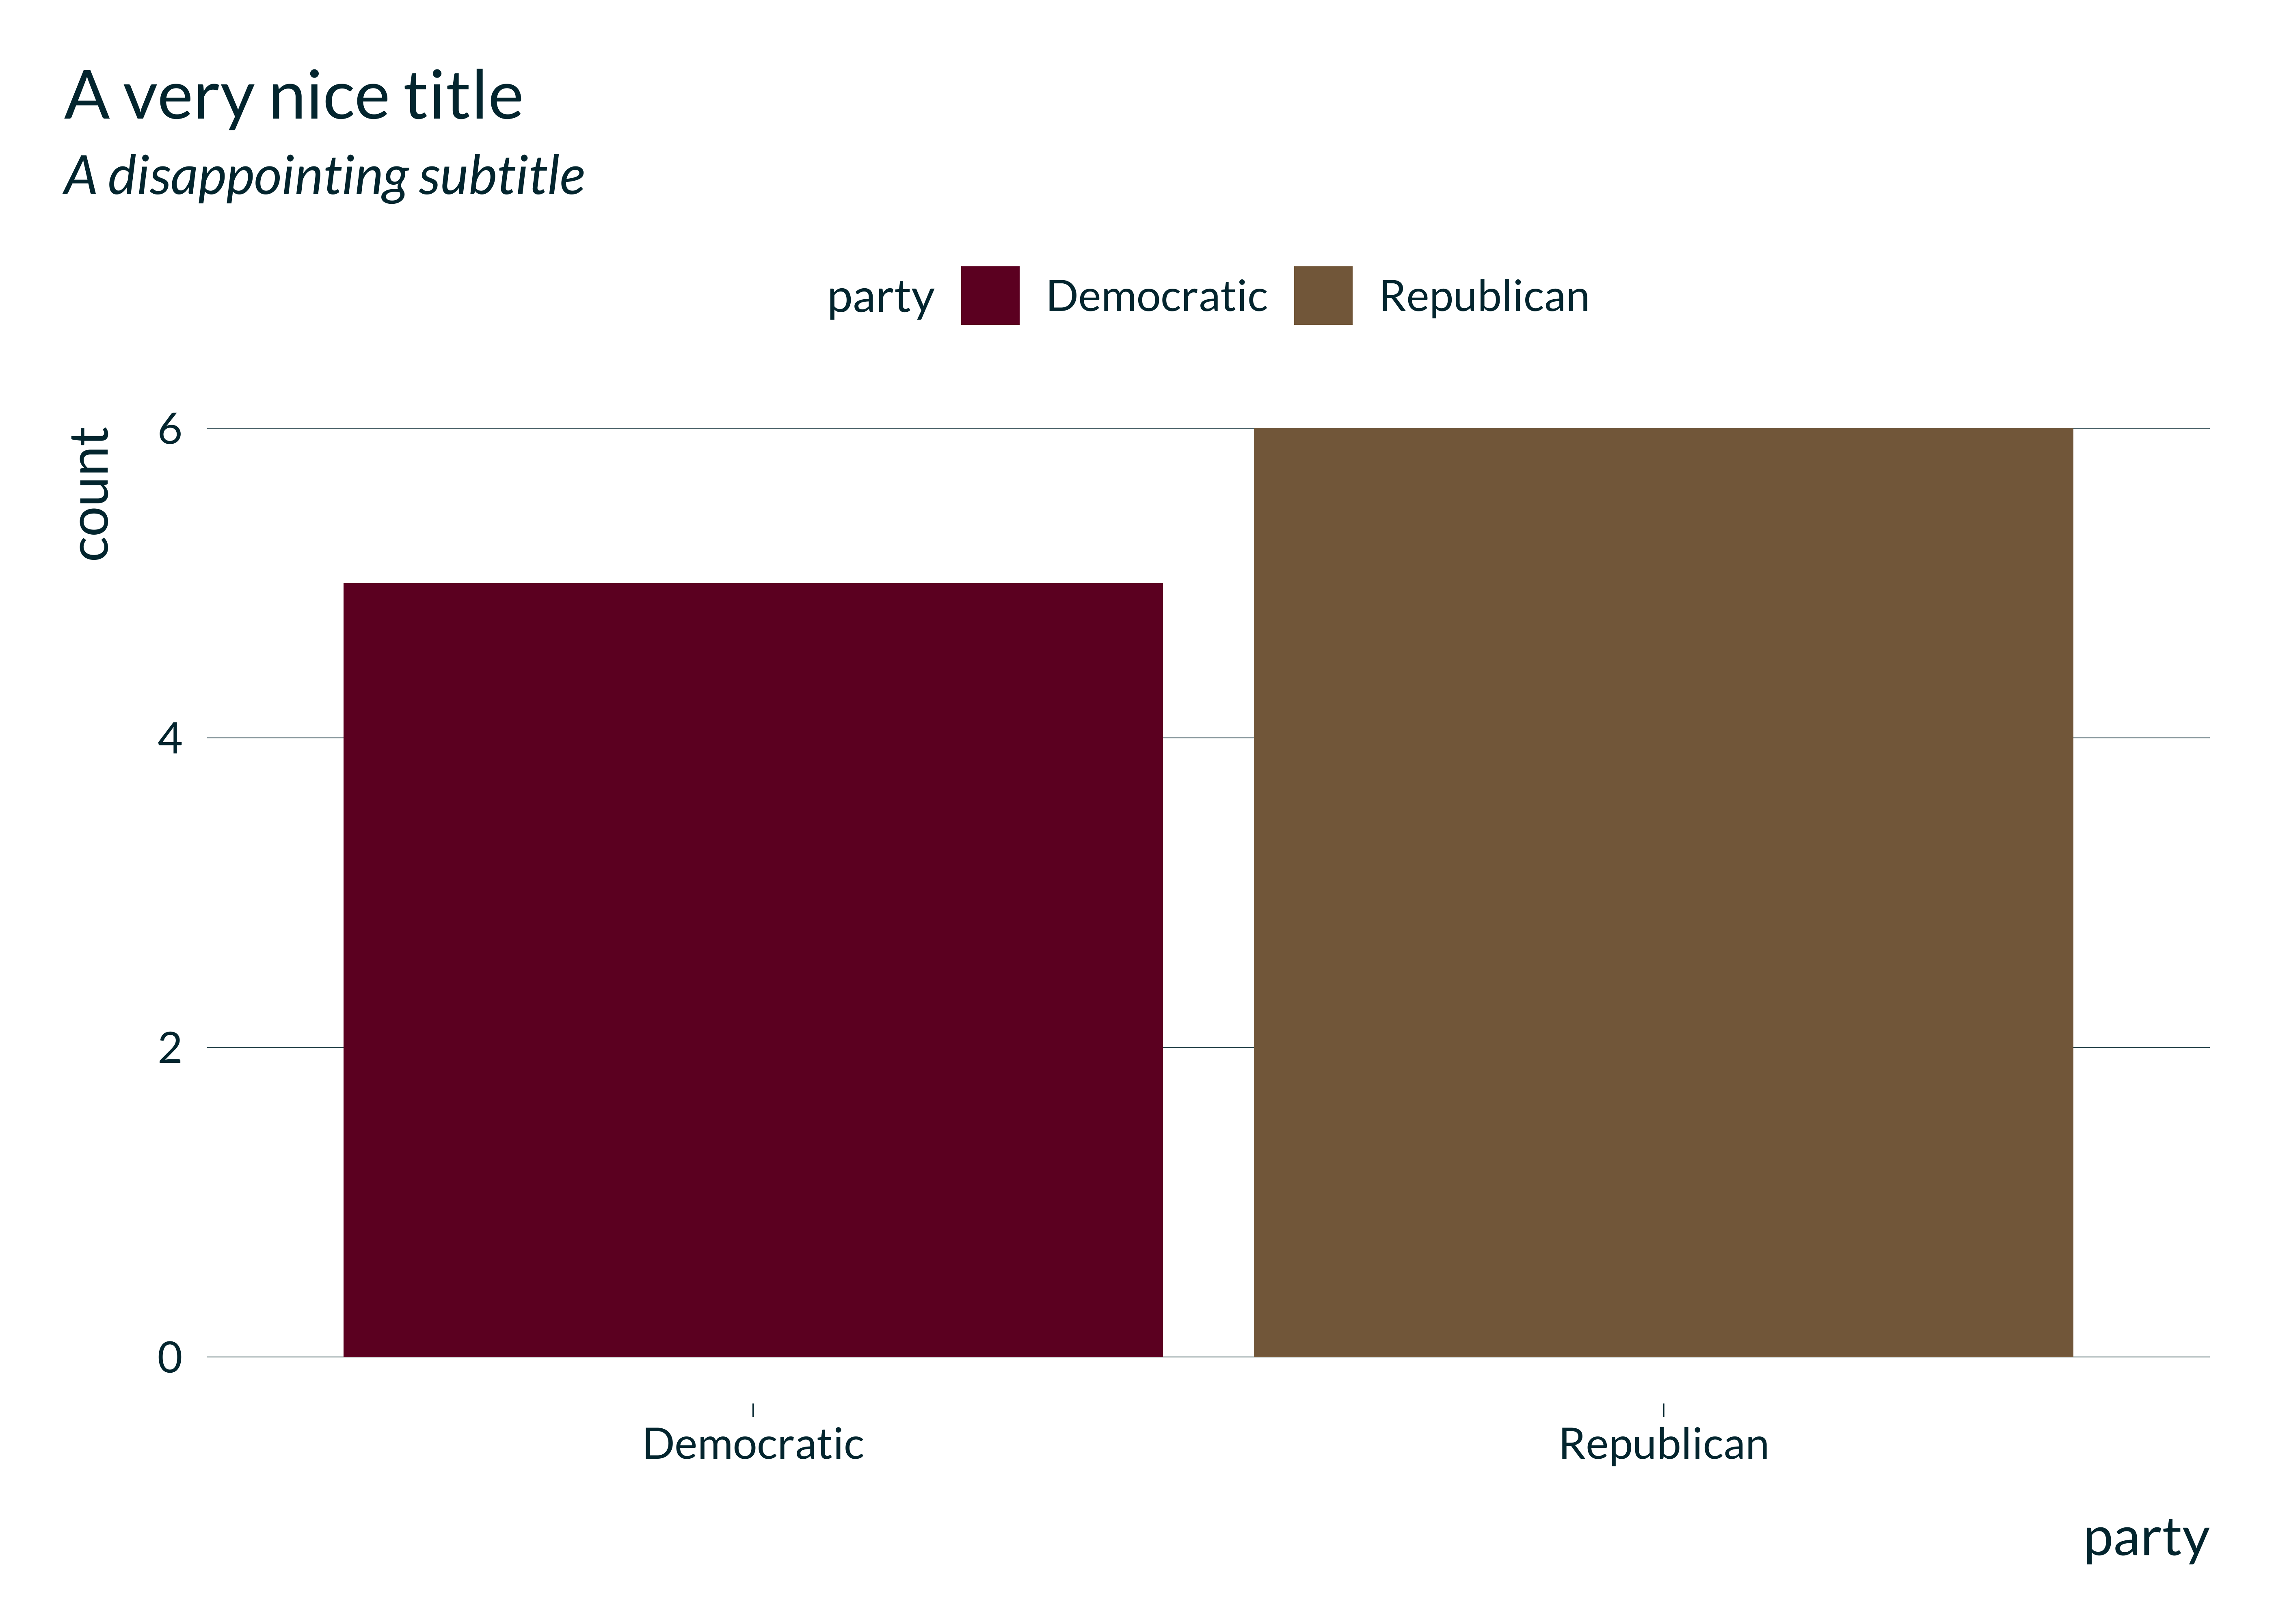 A very nice title
A disappointing subtitle
party Democratic Republican
count
6
4
2
0
Democratic Republican
party